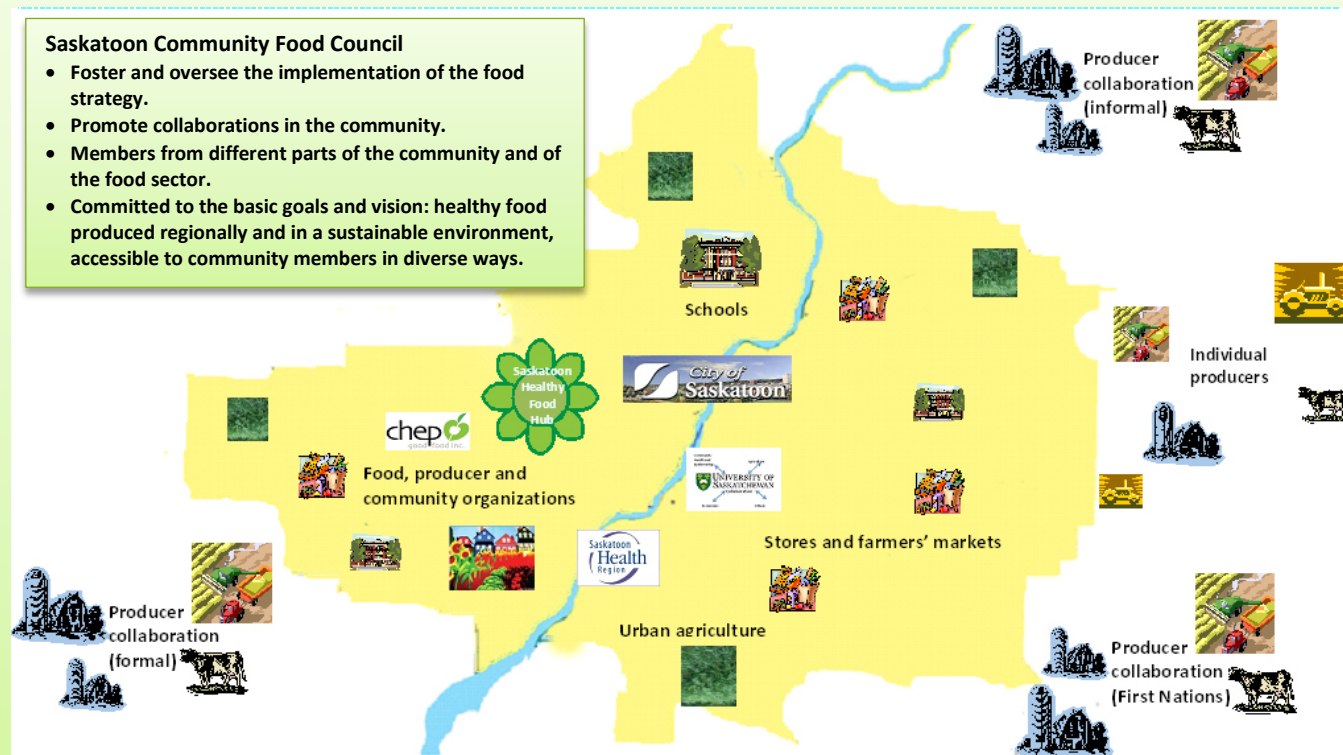 Saskatoon Community Food Council
• Foster and oversee the implementation of the food
strategy.
• Promote collaborations in the community.
• Members from different parts of the community and of
the food sector.
• Committed to the basic goals and vision: healthy food
produced regionally and in a sustainable environment,
accessible to community members in diverse ways.
Producer
collaboration
(informal)
Schools
Individual
producers
Saskatoon
Healthy
Food
Hub
City of
Saskatoon
chep
good food inc.
Food, producer and
community organizations
UNIVERSITY OF
SASKATCHEWAN
Collaboration
Stores and farmers' markets
Saskatoon
Health
Region
Urban agriculture
Producer
collaboration
(formal)
Producer
collaboration
(First Nations)